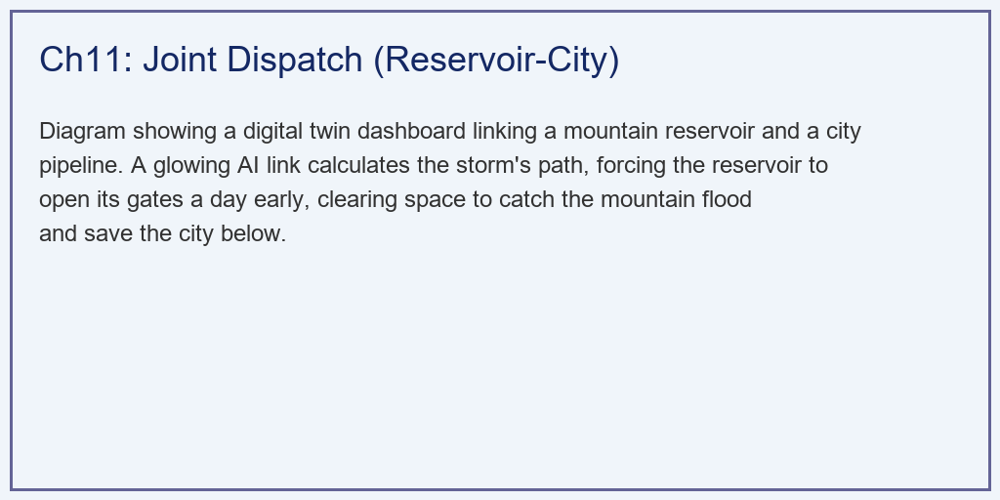 Ch11: Joint Dispatch (Reservoir-City)
Diagram showing a digital twin dashboard linking a mountain reservoir and a city
pipeline. A glowing AI link calculates the storm's path, forcing the reservoir to
open its gates a day early, clearing space to catch the mountain flood
and save the city below.